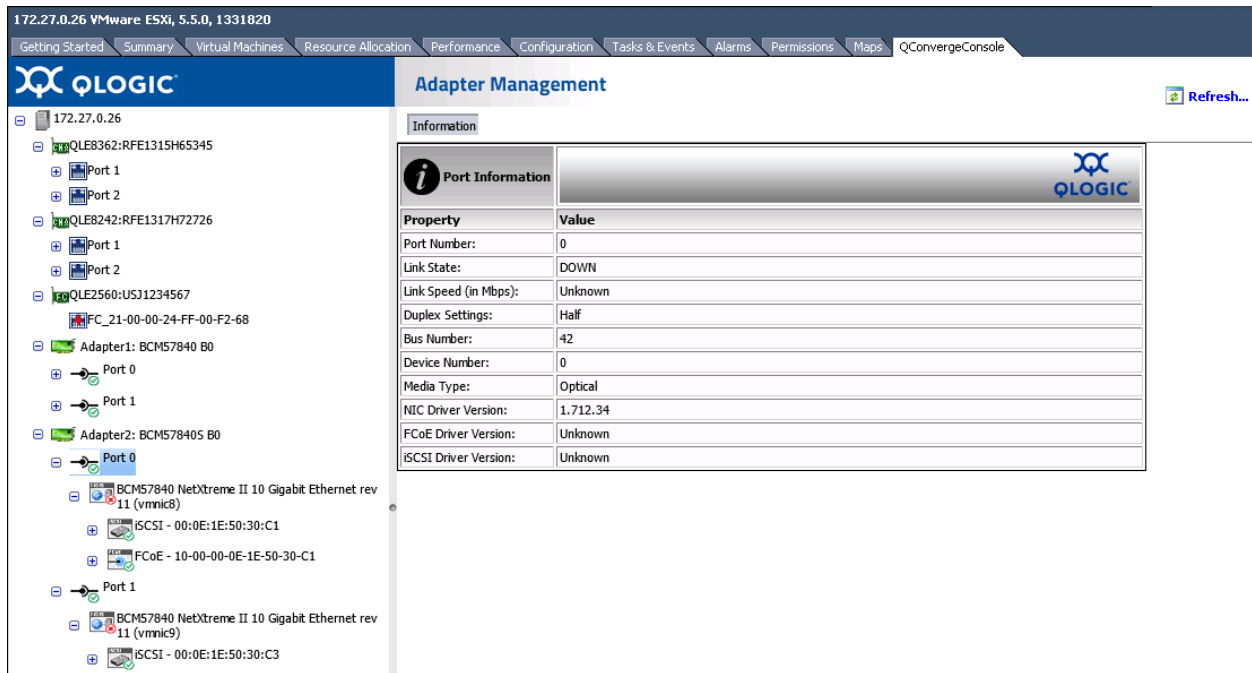 172.27.0.26 VMware ESXi, 5.5.0, 1331820
Getting Started Summary Virtual Machines Resource Allocation Performance Configuration Tasks & Events Alarms Permissions Maps QConvergeConsole
QLOGIC
Adapter Management
Refresh...
Information
172.27.0.26
QLE8362:RFE1315H65345
Port 1
Port 2
QLE8242:RFE1317H72726
Port 1
Port 2
QLE2560:USJ1234567
FC_21-00-00-24-FF-00-F2-68
Adapter1: BCM57840 B0
Port 0
Port 1
Adapter2: BCM57840S B0
Port 0
BCM57840 NetXtreme II 10 Gigabit Ethernet rev
11 (vmnic8)
iSCSI - 00:0E:1E:50:30:C1
FCoE - 10-00-00-0E-1E-50-30-C1
Port 1
BCM57840 NetXtreme II 10 Gigabit Ethernet rev
11 (vmnic9)
iSCSI - 00:0E:1E:50:30:C3
Port Information
QLOGIC
Property Value
Port Number: 0
Link State: DOWN
Link Speed (in Mbps): Unknown
Duplex Settings: Half
Bus Number: 42
Device Number: 0
Media Type: Optical
NIC Driver Version: 1.712.34
FCoE Driver Version: Unknown
iSCSI Driver Version: Unknown